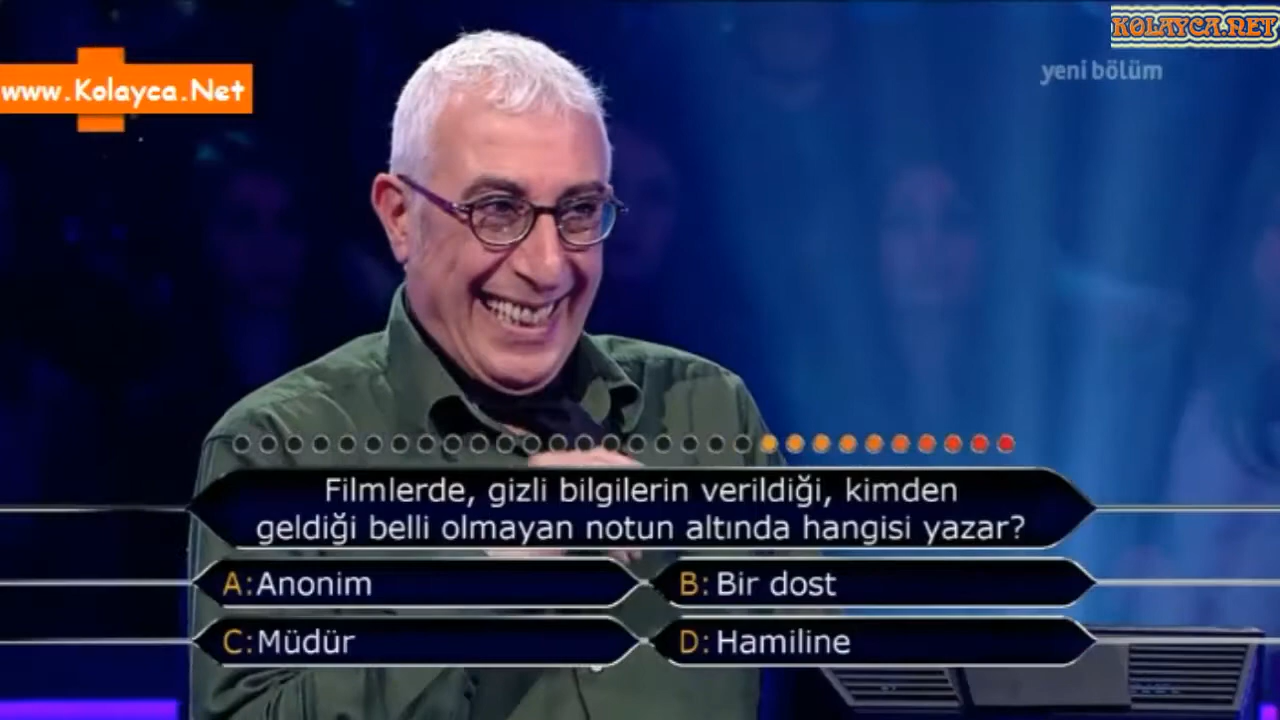 KOLAYCA.NET
www.Kolayca.Net
yeni bölüm
Filmlerde, gizli bilgilerin verildiği, kimden
geldiği belli olmayan notun altında hangisi yazar?
A: Anonim
B: Bir dost
C: Müdür
D: Hamiline